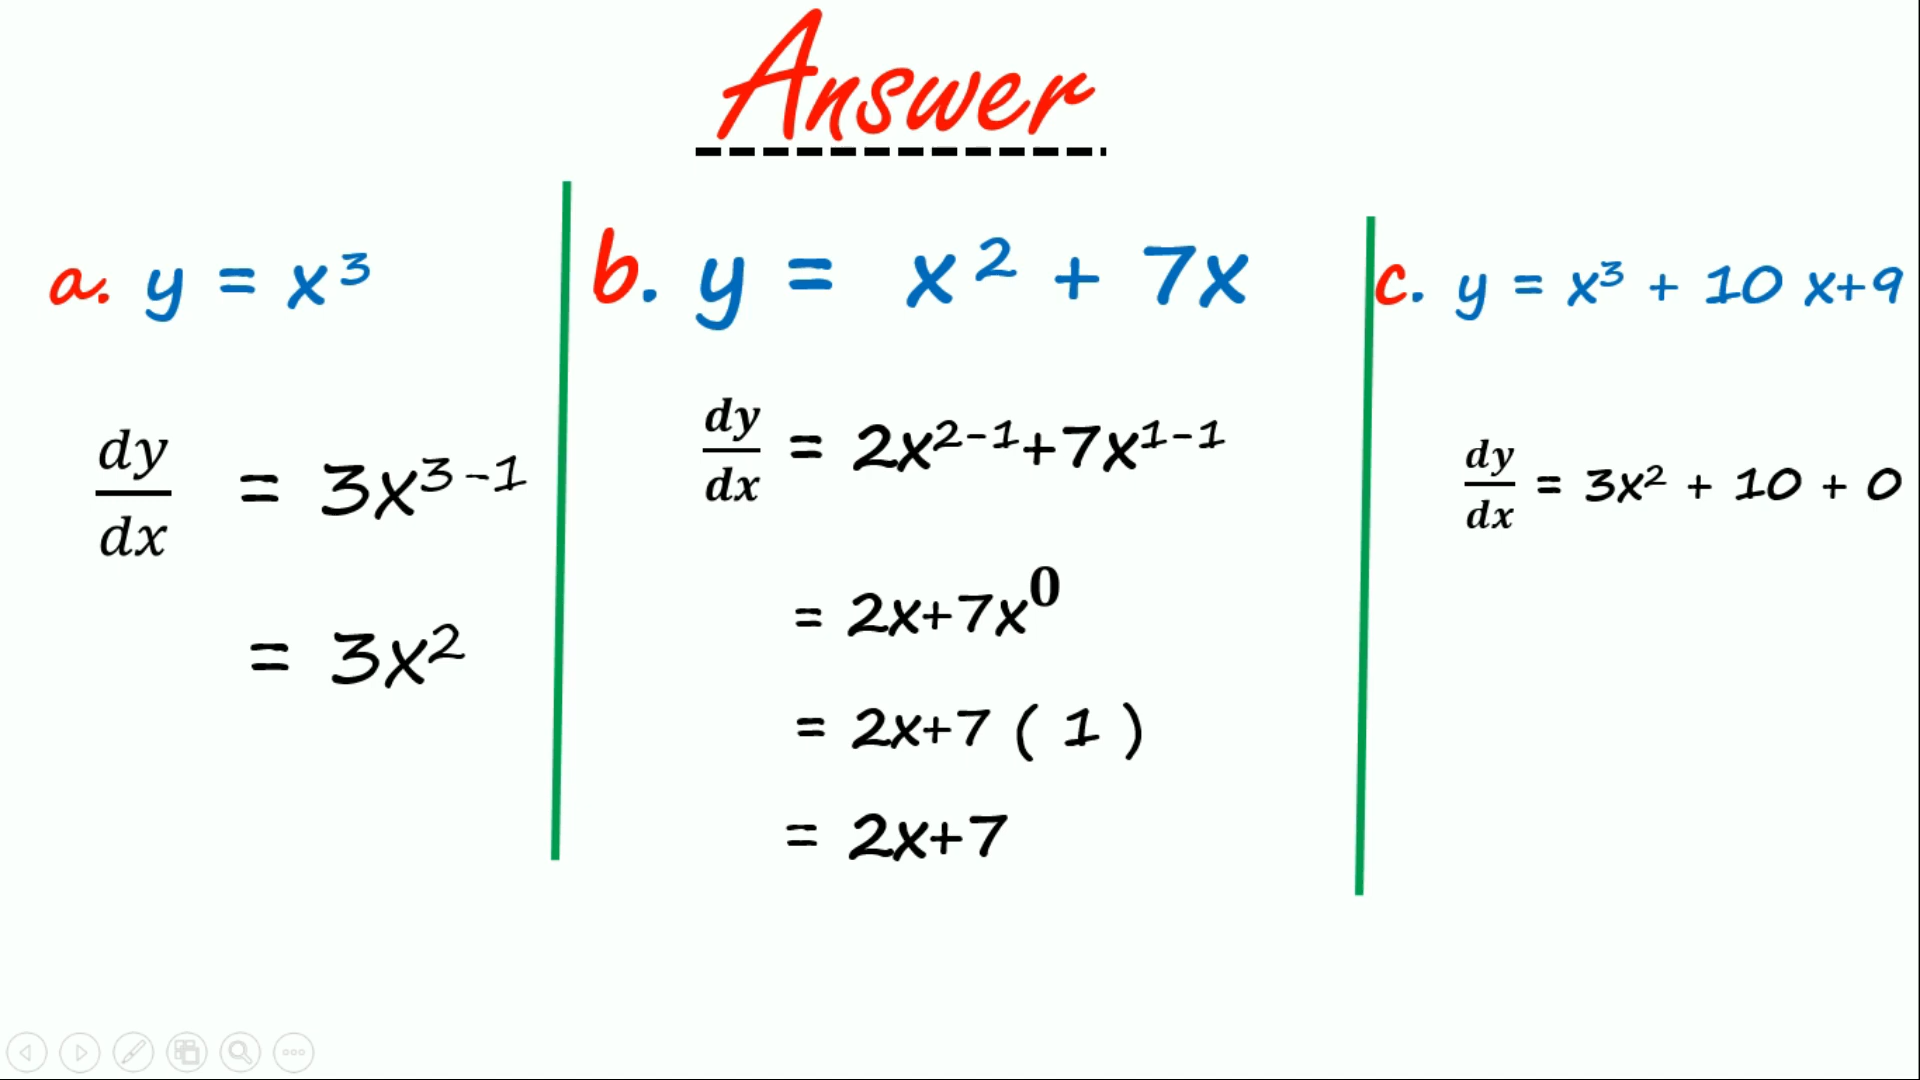 Answer
a. y = x³
dy/dx = 3x³⁻¹
= 3x²
b. y = x² + 7x
dy/dx = 2x²⁻¹+7x¹⁻¹
= 2x+7x⁰
= 2x+7 ( 1 )
= 2x+7
c. y = x³ + 10 x+9
dy/dx = 3x² + 10 + 0